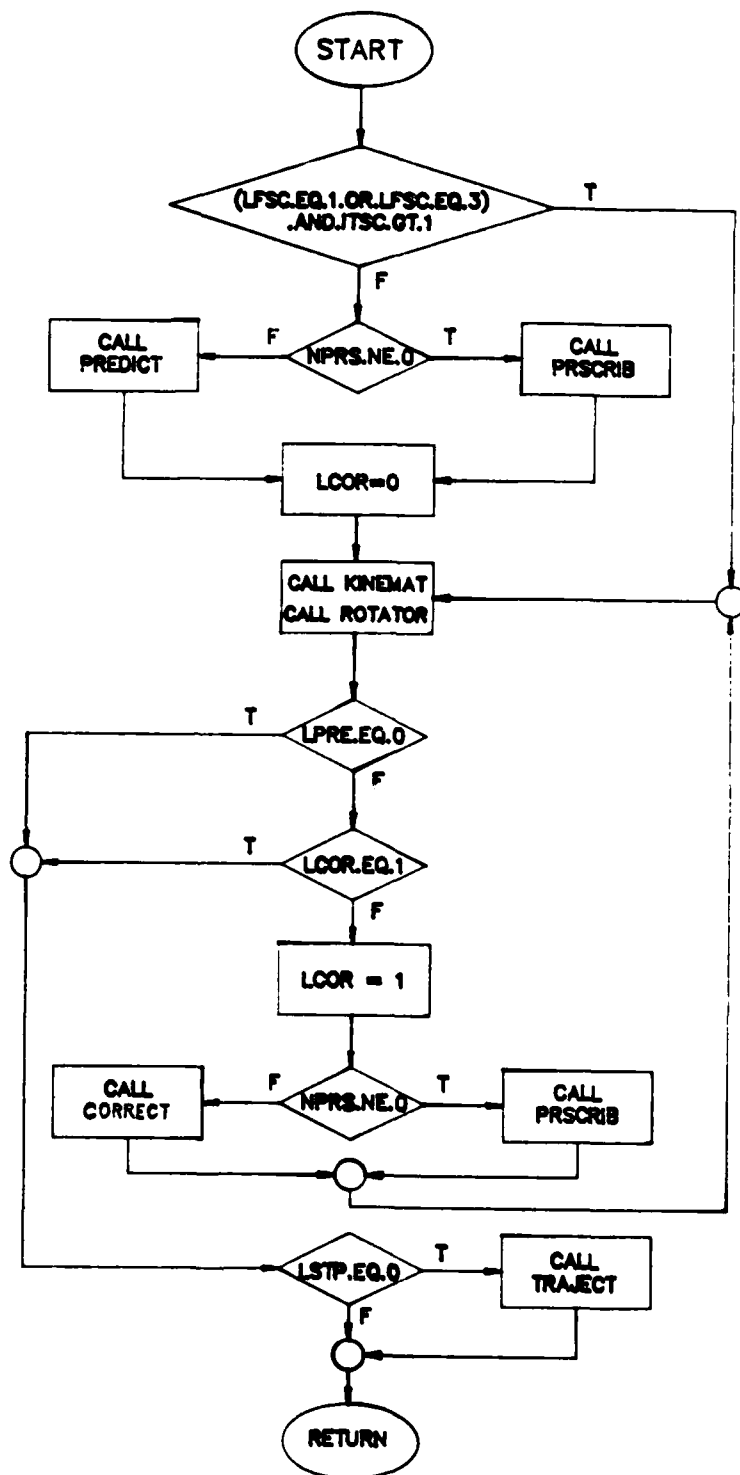 START
(LFSC.EQ.1.OR.LFSC.EQ.3)
.AND.ITSC.GT.1
T
F
CALL
PREDICT
F
NPRS.NE.0
T
CALL
PRSCRIB
LCOR=0
CALL KINEMAT
CALL ROTATOR
T
LPRE.EQ.0
F
T
LCOR.EQ.1
F
LCOR = 1
CALL
CORRECT
F
NPRS.NE.0
T
CALL
PRSCRIB
LSTP.EQ.0
T
CALL
TRAJECT
F
RETURN